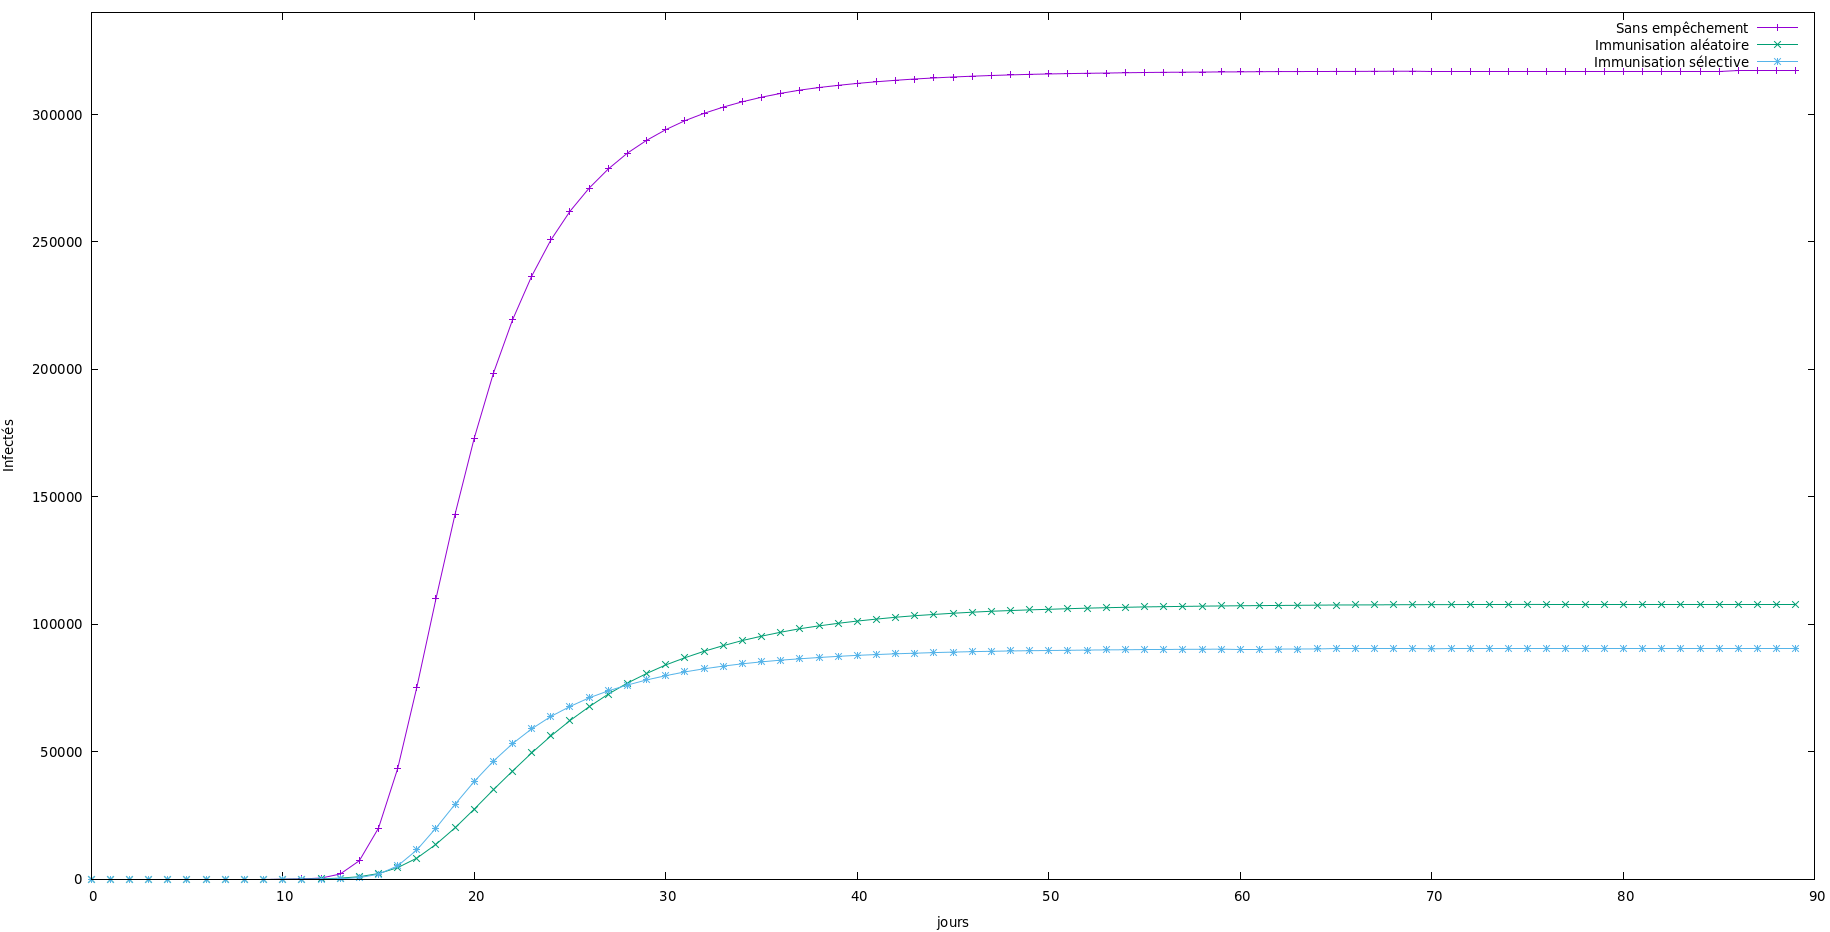 Sans empêchement
Immunisation aléatoire
Immunisation sélective
300000
250000
200000
150000
100000
50000
0
Infectés
0 10 20 30 40 50 60 70 80 90
jours